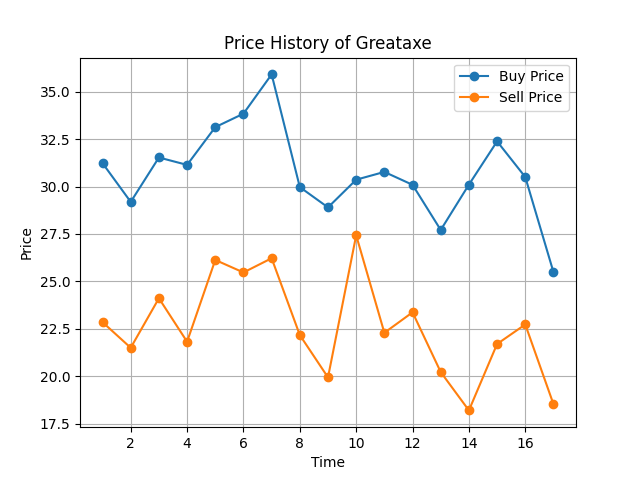 Price History of Greataxe
Buy Price
Sell Price
35.0
32.5
30.0
27.5
25.0
22.5
20.0
17.5
Price
2 4 6 8 10 12 14 16
Time